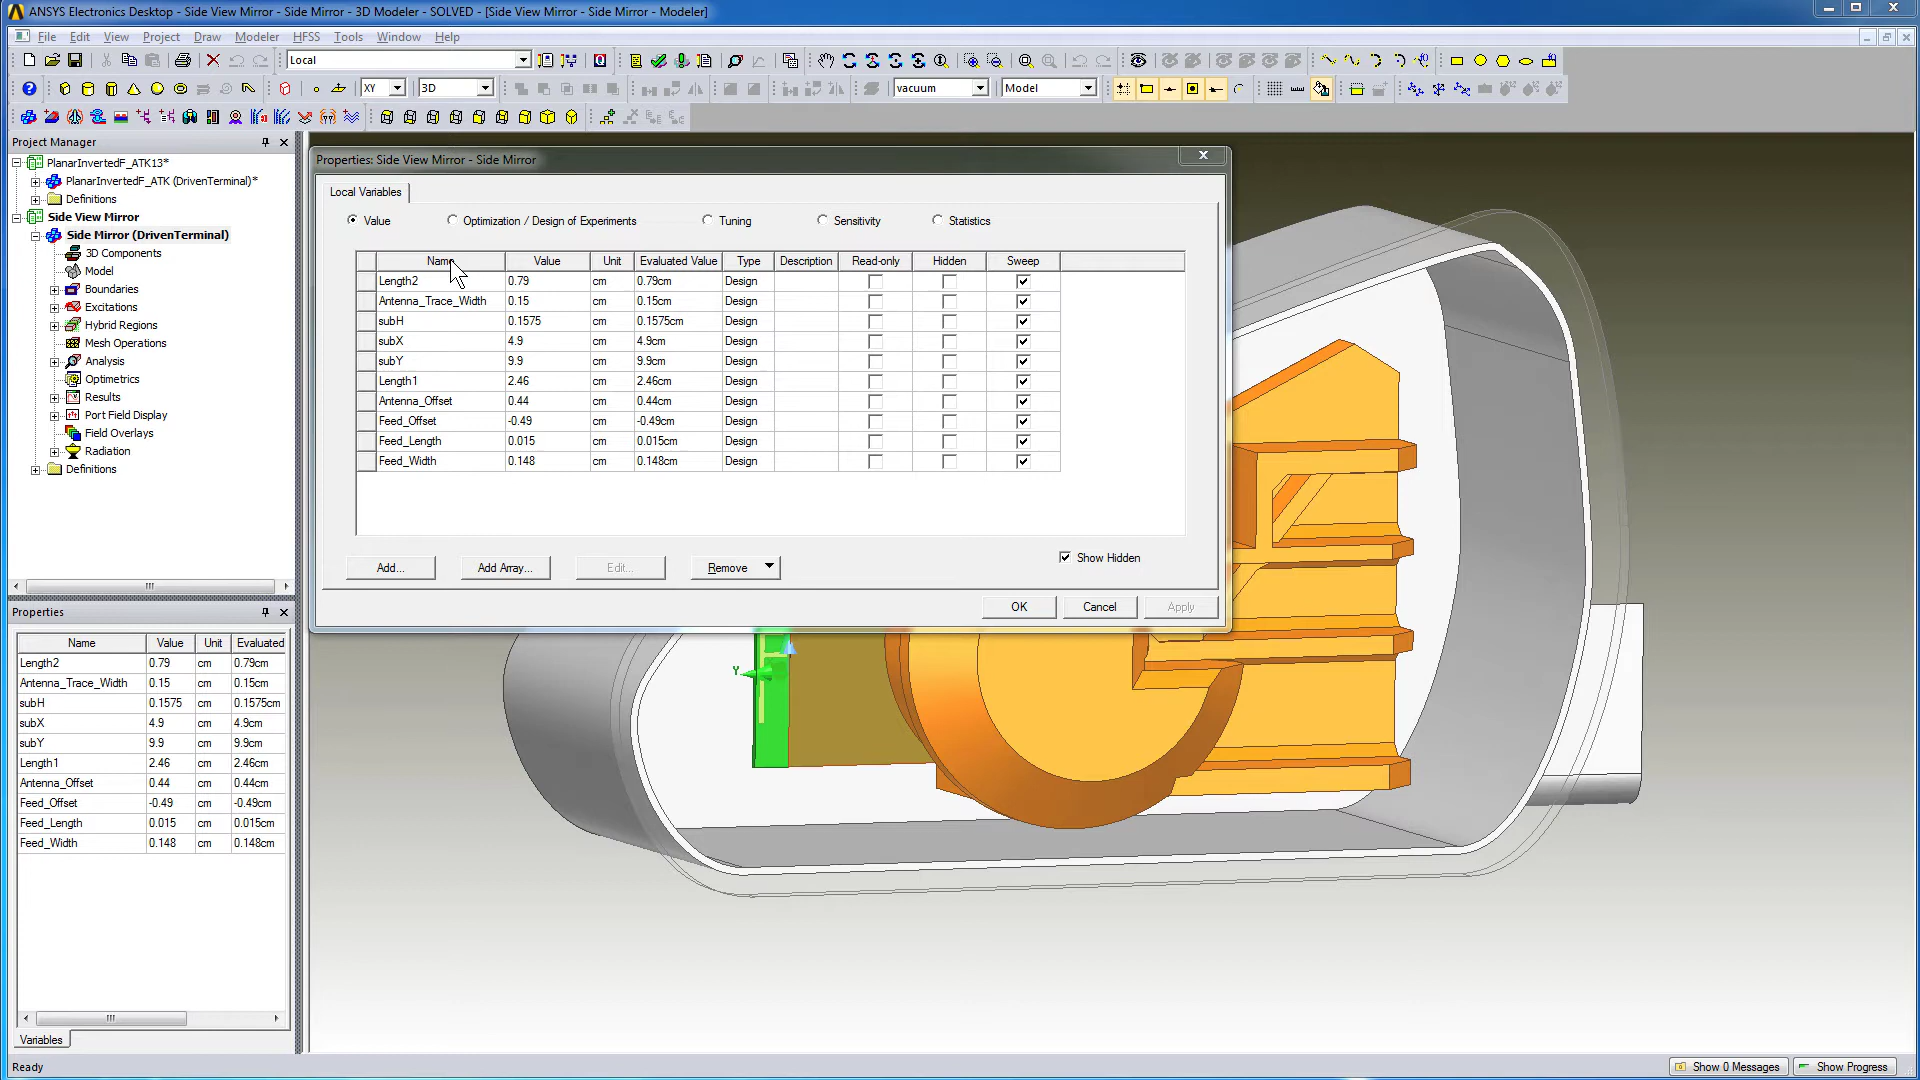 ANSYS Electronics Desktop - Side View Mirror - Side Mirror - 3D Modeler - SOLVED - [Side View Mirror - Side Mirror - Modeler]
File Edit View Project Draw Modeler HFSS Tools Window Help
Local
XY 3D vacuum Model
Project Manager
PlanarInvertedF_ATK13*
PlanarInvertedF_ATK (DrivenTerminal)*
Definitions
Side View Mirror
Side Mirror (DrivenTerminal)
3D Components
Model
Boundaries
Excitations
Hybrid Regions
Mesh Operations
Analysis
Optimetrics
Results
Port Field Display
Field Overlays
Radiation
Definitions
Properties
Name Value Unit Evaluated
Length2 0.79 cm 0.79cm
Antenna_Trace_Width 0.15 cm 0.15cm
subH 0.1575 cm 0.1575cm
subX 4.9 cm 4.9cm
subY 9.9 cm 9.9cm
Length1 2.46 cm 2.46cm
Antenna_Offset 0.44 cm 0.44cm
Feed_Offset -0.49 cm -0.49cm
Feed_Length 0.015 cm 0.015cm
Feed_Width 0.148 cm 0.148cm
Variables
Properties: Side View Mirror - Side Mirror
Local Variables
Value Optimization / Design of Experiments Tuning Sensitivity Statistics
Name Value Unit Evaluated Value Type Description Read-only Hidden Sweep
Length2 0.79 cm 0.79cm Design
Antenna_Trace_Width 0.15 cm 0.15cm Design
subH 0.1575 cm 0.1575cm Design
subX 4.9 cm 4.9cm Design
subY 9.9 cm 9.9cm Design
Length1 2.46 cm 2.46cm Design
Antenna_Offset 0.44 cm 0.44cm Design
Feed_Offset -0.49 cm -0.49cm Design
Feed_Length 0.015 cm 0.015cm Design
Feed_Width 0.148 cm 0.148cm Design
Add... Add Array... Edit... Remove Show Hidden
OK Cancel Apply
Y
Ready Show 0 Messages Show Progress